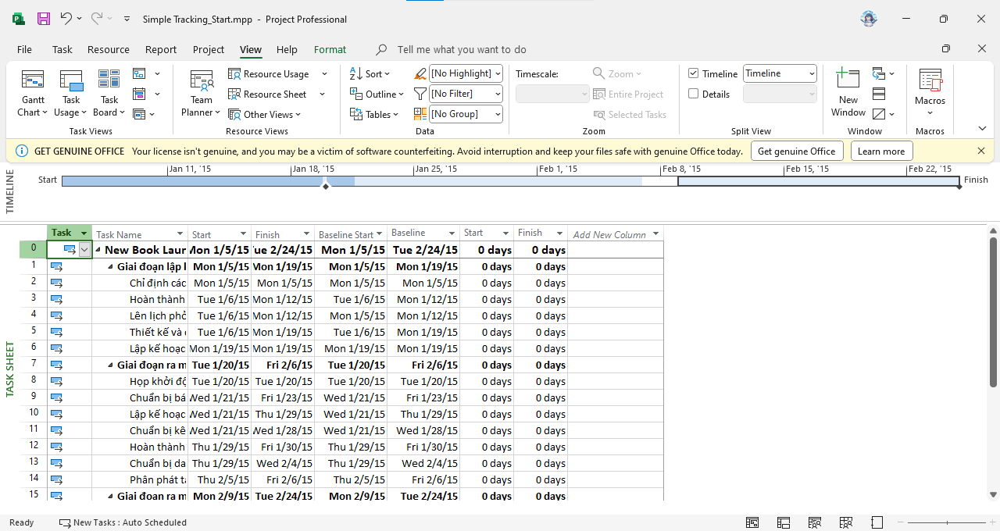 Simple Tracking_Start.mpp - Project Professional
File Task Resource Report Project View Help Format Tell me what you want to do
Gantt Chart
Task Usage
Task Board
Task Views
Team Planner
Resource Usage
Resource Sheet
Other Views
Resource Views
Sort
Outline
Tables
[No Highlight]
[No Filter]
[No Group]
Data
Timescale:
Zoom
Entire Project
Selected Tasks
Zoom
Timeline Timeline
Details
Split View
New Window
Window
Macros
Macros
GET GENUINE OFFICE Your license isn't genuine, and you may be a victim of software counterfeiting. Avoid interruption and keep your files safe with genuine Office today. Get genuine Office Learn more
TIMELINE
Jan 11, '15 Jan 18, '15 Jan 25, '15 Feb 1, '15 Feb 8, '15 Feb 15, '15 Feb 22, '15
Start Finish
TASK SHEET
Task Task Name Start Finish Baseline Start Baseline Start Finish Add New Column
0 New Book Laun Mon 1/5/15 Tue 2/24/15 Mon 1/5/15 Tue 2/24/15 0 days 0 days
1 Giai đoạn lập Mon 1/5/15 Mon 1/19/15 Mon 1/5/15 Mon 1/19/15 0 days 0 days
2 Chỉ định các Mon 1/5/15 Mon 1/5/15 Mon 1/5/15 Mon 1/5/15 0 days 0 days
3 Hoàn thành Tue 1/6/15 Mon 1/12/15 Tue 1/6/15 Mon 1/12/15 0 days 0 days
4 Lên lịch phỏ Tue 1/6/15 Mon 1/12/15 Mon 1/5/15 Mon 1/12/15 0 days 0 days
5 Thiết kế và Tue 1/6/15 Mon 1/19/15 Tue 1/6/15 Mon 1/19/15 0 days 0 days
6 Lập kế hoạc Mon 1/19/15 Mon 1/19/15 Mon 1/19/15 Mon 1/19/15 0 days 0 days
7 Giai đoạn ra m Tue 1/20/15 Fri 2/6/15 Tue 1/20/15 Fri 2/6/15 0 days 0 days
8 Họp khởi độ Tue 1/20/15 Tue 1/20/15 Tue 1/20/15 Tue 1/20/15 0 days 0 days
9 Chuẩn bị bá Wed 1/21/15 Fri 1/23/15 Wed 1/21/15 Fri 1/23/15 0 days 0 days
10 Lập kế hoạc Wed 1/21/15 Thu 1/29/15 Wed 1/21/15 Thu 1/29/15 0 days 0 days
11 Chuẩn bị kê Wed 1/21/15 Wed 1/28/15 Wed 1/21/15 Wed 1/28/15 0 days 0 days
12 Hoàn thành Thu 1/29/15 Fri 1/30/15 Thu 1/29/15 Fri 1/30/15 0 days 0 days
13 Chuẩn bị da Thu 1/29/15 Wed 2/4/15 Thu 1/29/15 Wed 2/4/15 0 days 0 days
14 Phân phát tà Thu 2/5/15 Fri 2/6/15 Thu 2/5/15 Fri 2/6/15 0 days 0 days
15 Giai đoạn ra m Mon 2/9/15 Tue 2/24/15 Mon 2/9/15 Tue 2/24/15 0 days 0 days
Ready New Tasks : Auto Scheduled